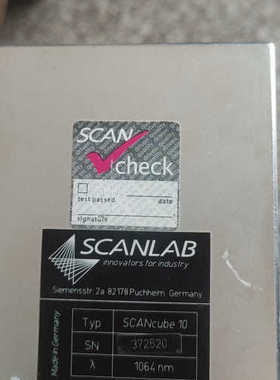 SCAN
check
test passed
date
signature
SCANLAB
innovators for industry
Siemensstr. 2a 82178 Puchheim Germany
Made in Germany
Typ SCANcube 10
SN 372520
λ 1064 nm